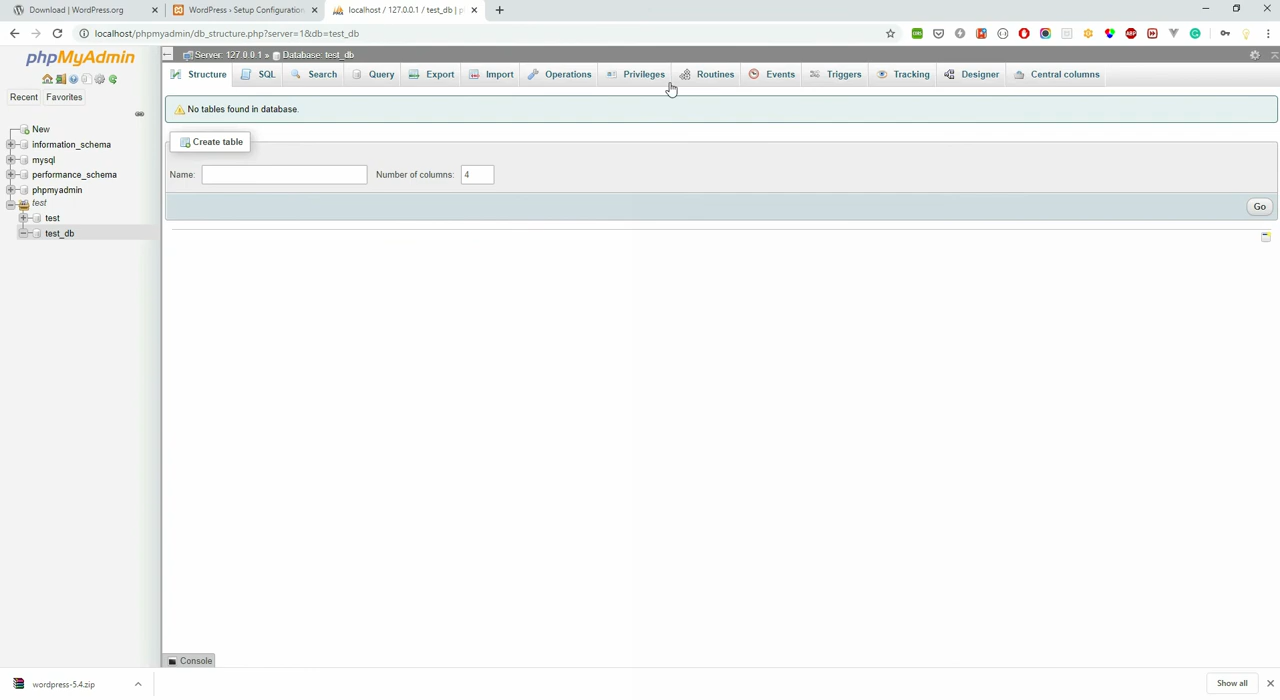 Download | WordPress.org
WordPress › Setup Configuration
localhost / 127.0.0.1 / test_db | p
localhost/phpmyadmin/db_structure.php?server=1&db=test_db
phpMyAdmin
Recent
Favorites
New
information_schema
mysql
performance_schema
phpmyadmin
test
test
test_db
Server: 127.0.0.1 » Database: test_db
Structure
SQL
Search
Query
Export
Import
Operations
Privileges
Routines
Events
Triggers
Tracking
Designer
Central columns
No tables found in database.
Create table
Name:
Number of columns: 4
Go
Console
wordpress-5.4.zip
Show all